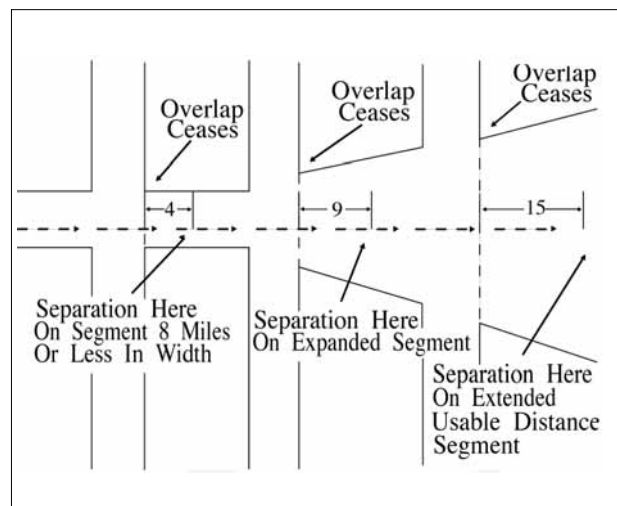 Overlap
Ceases
Overlap
Ceases
Overlap
Ceases
4
9
15
Separation Here
On Segment 8 Miles
Or Less In Width
Separation Here
On Expanded Segment
Separation Here
On Extended
Usable Distance
Segment